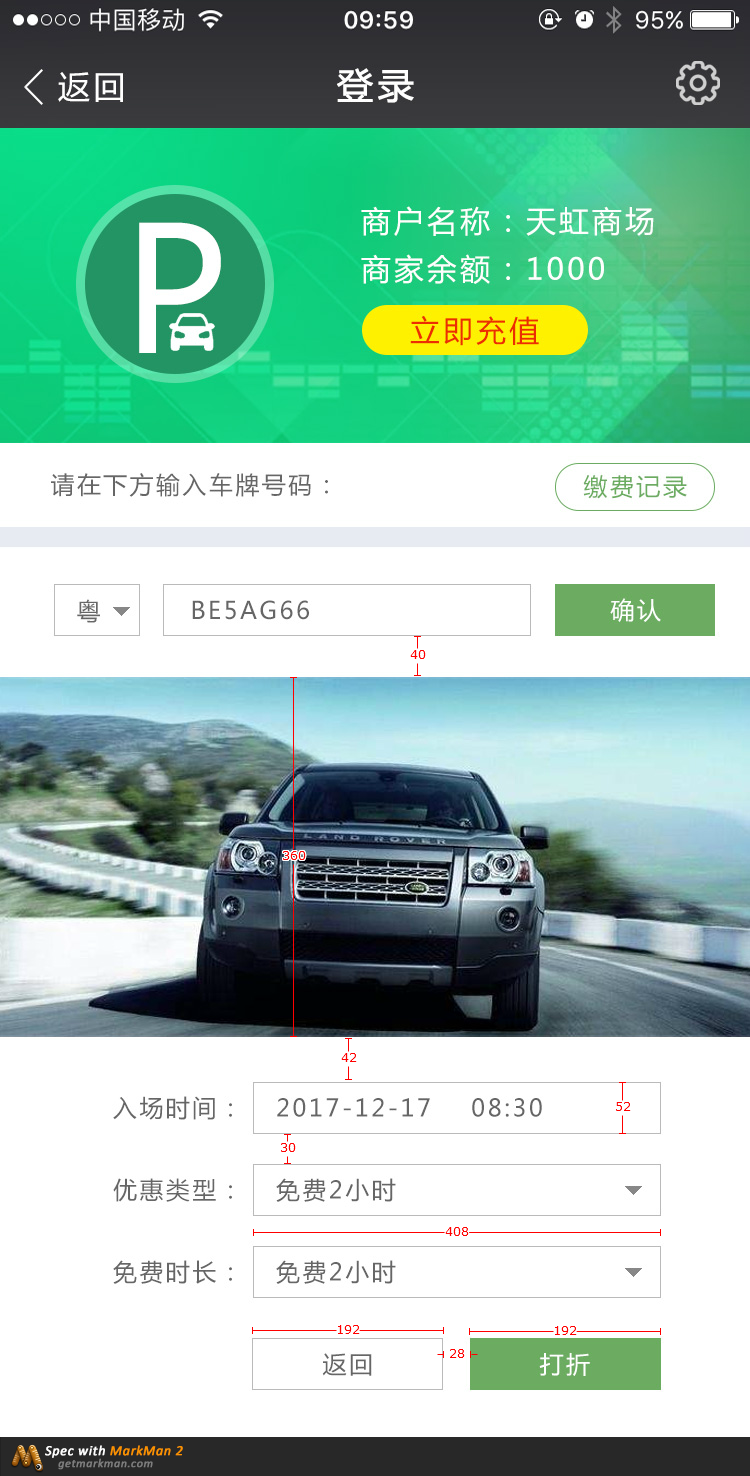 中国移动 09:59 95%
返回 登录
P
商户名称：天虹商场
商家余额：1000
立即充值
请在下方输入车牌号码： 缴费记录
粤 BE5AG66 确认
40
LAND ROVER
360
42
入场时间： 2017-12-17 08:30 52
30
优惠类型： 免费2小时
408
免费时长： 免费2小时
192 192
返回 28 打折
Spec with MarkMan 2
getmarkman.com